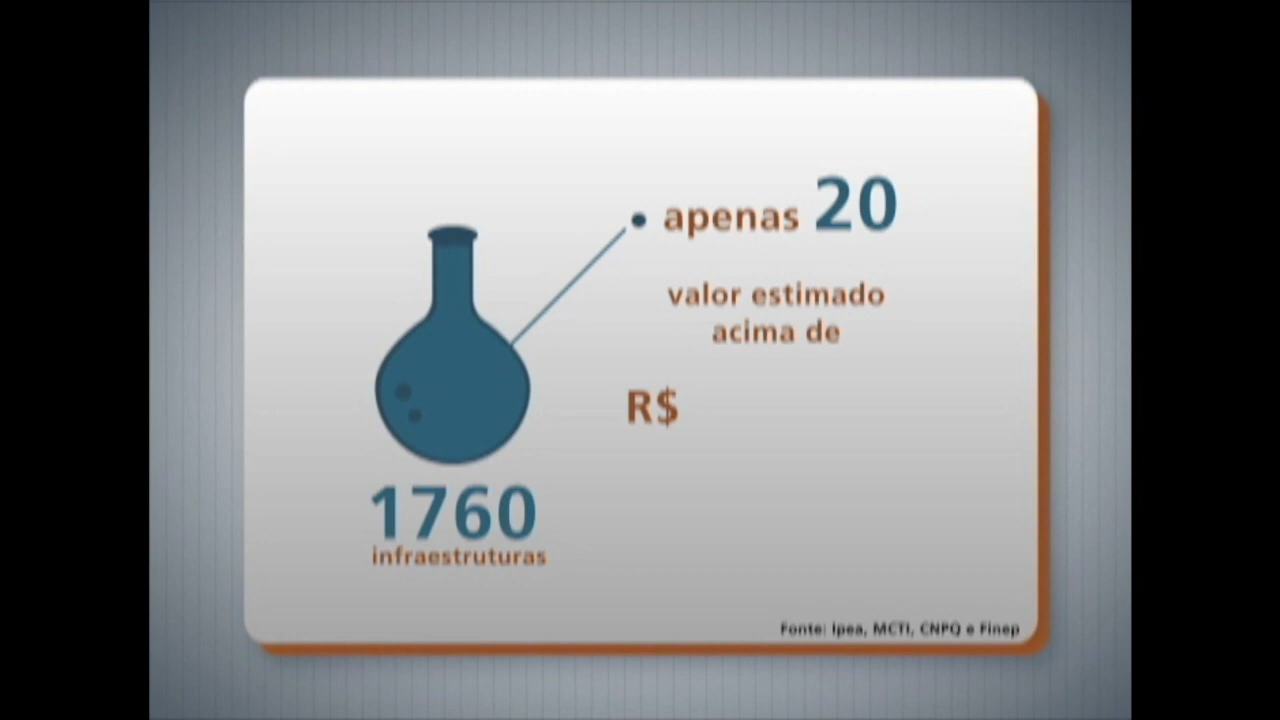 apenas 20
valor estimado
acima de
R$
1760
infraestruturas
Fonte: Ipea, MCTI, CNPQ e Finep